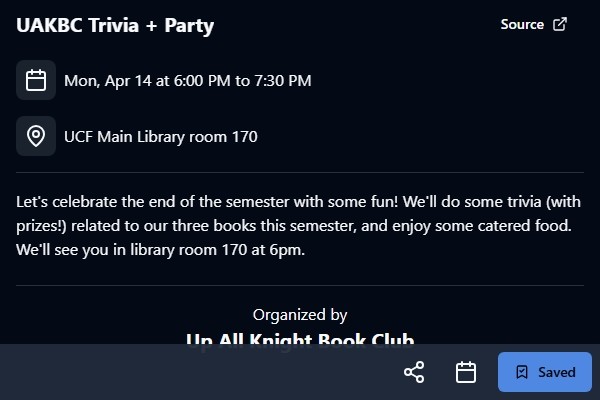 UAKBC Trivia + Party
Source
Mon, Apr 14 at 6:00 PM to 7:30 PM
UCF Main Library room 170
Let's celebrate the end of the semester with some fun! We'll do some trivia (with
prizes!) related to our three books this semester, and enjoy some catered food.
We'll see you in library room 170 at 6pm.
Organized by
Up All Knight Book Club
Saved